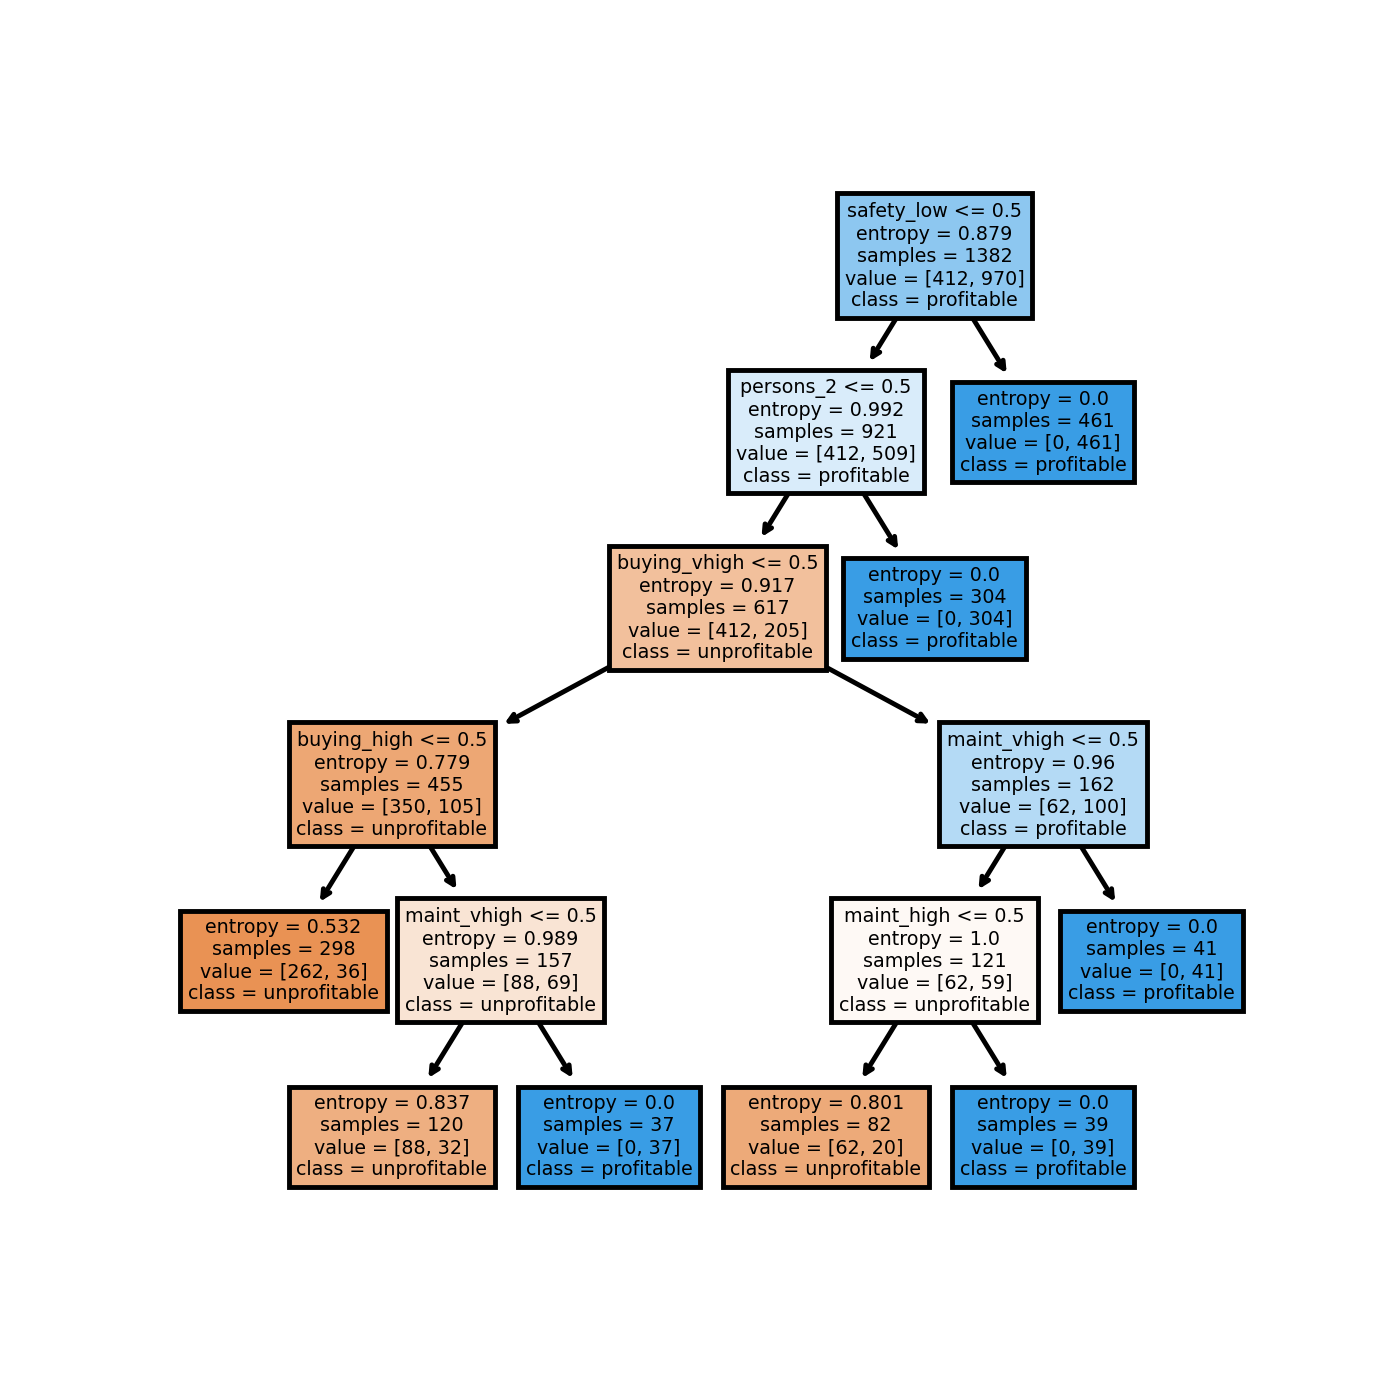 safety_low <= 0.5
entropy = 0.879
samples = 1382
value = [412, 970]
class = profitable
persons_2 <= 0.5
entropy = 0.992
samples = 921
value = [412, 509]
class = profitable
entropy = 0.0
samples = 461
value = [0, 461]
class = profitable
buying_vhigh <= 0.5
entropy = 0.917
samples = 617
value = [412, 205]
class = unprofitable
entropy = 0.0
samples = 304
value = [0, 304]
class = profitable
buying_high <= 0.5
entropy = 0.779
samples = 455
value = [350, 105]
class = unprofitable
maint_vhigh <= 0.5
entropy = 0.96
samples = 162
value = [62, 100]
class = profitable
entropy = 0.532
samples = 298
value = [262, 36]
class = unprofitable
maint_vhigh <= 0.5
entropy = 0.989
samples = 157
value = [88, 69]
class = unprofitable
maint_high <= 0.5
entropy = 1.0
samples = 121
value = [62, 59]
class = unprofitable
entropy = 0.0
samples = 41
value = [0, 41]
class = profitable
entropy = 0.837
samples = 120
value = [88, 32]
class = unprofitable
entropy = 0.0
samples = 37
value = [0, 37]
class = profitable
entropy = 0.801
samples = 82
value = [62, 20]
class = unprofitable
entropy = 0.0
samples = 39
value = [0, 39]
class = profitable